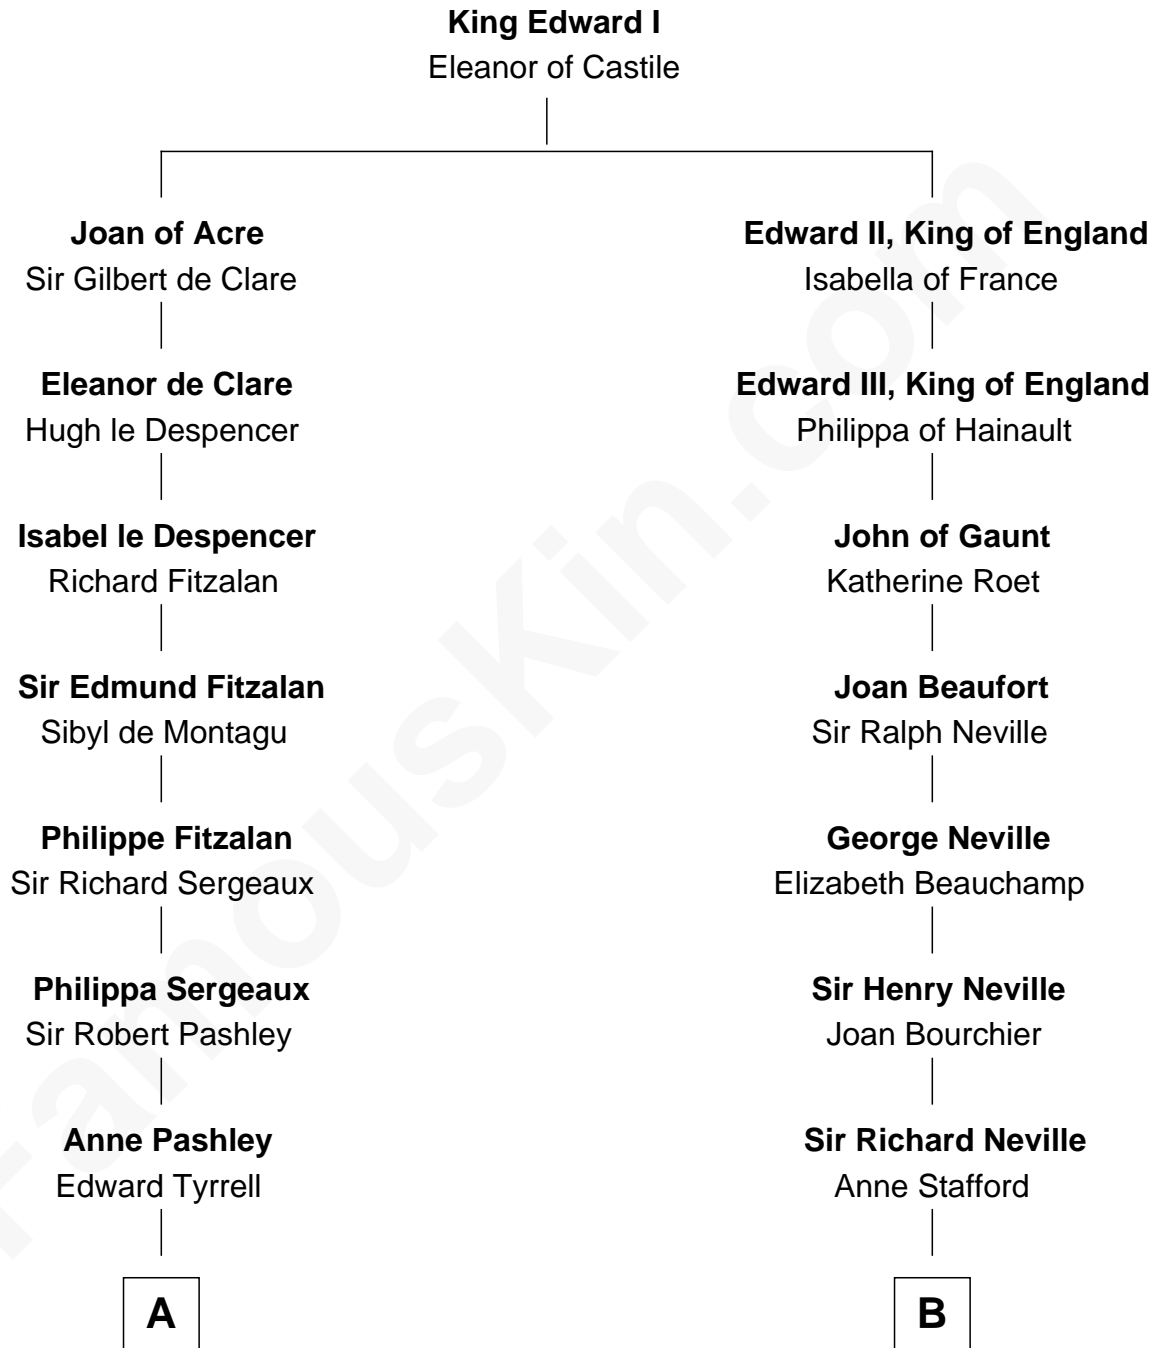 King Edward I
Eleanor of Castile
Joan of Acre
Sir Gilbert de Clare
Edward II, King of England
Isabella of France
Eleanor de Clare
Hugh le Despencer
Edward III, King of England
Philippa of Hainault
Isabel le Despencer
Richard Fitzalan
John of Gaunt
Katherine Roet
Sir Edmund Fitzalan
Sibyl de Montagu
Joan Beaufort
Sir Ralph Neville
Philippe Fitzalan
Sir Richard Sergeaux
George Neville
Elizabeth Beauchamp
Philippa Sergeaux
Sir Robert Pashley
Sir Henry Neville
Joan Bourchier
Anne Pashley
Edward Tyrrell
Sir Richard Neville
Anne Stafford
A
B
FamousKin.com